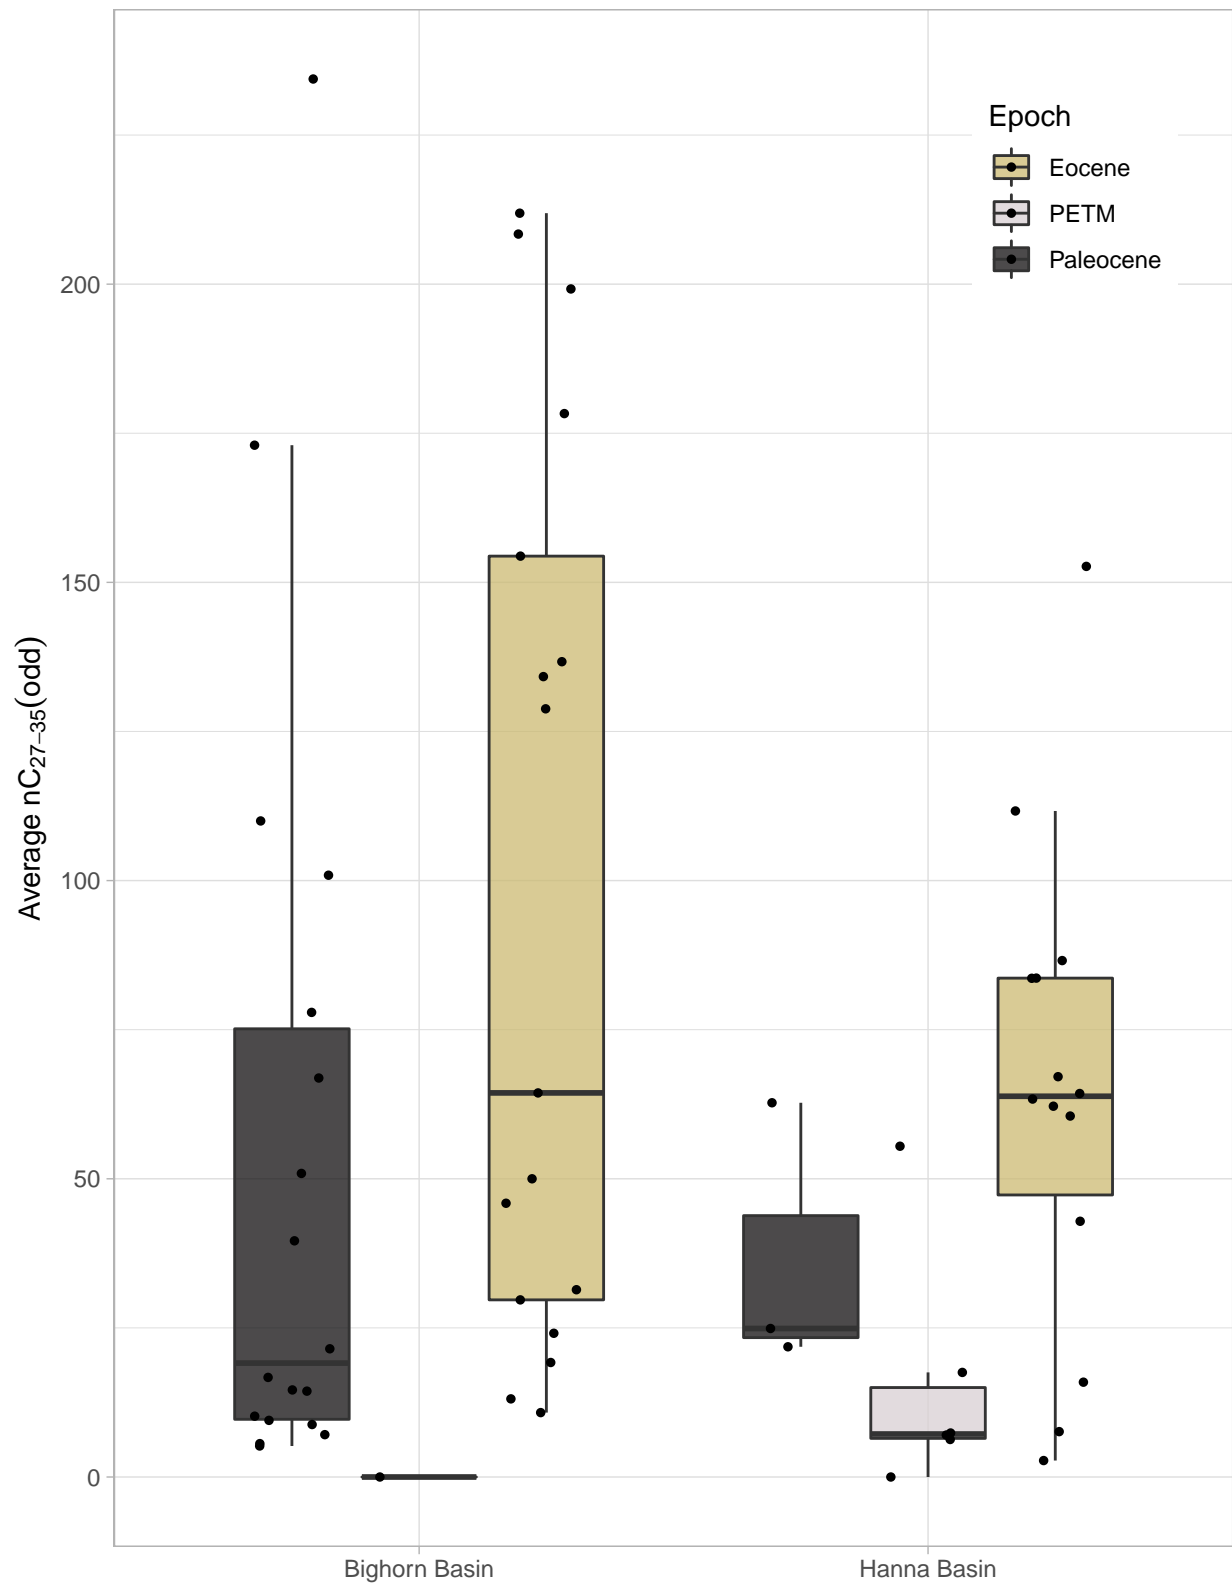 Epoch
Eocene
PETM
Paleocene
200
150
100
50
0
Average nC₂₇₋₃₅(odd)
Bighorn Basin
Hanna Basin